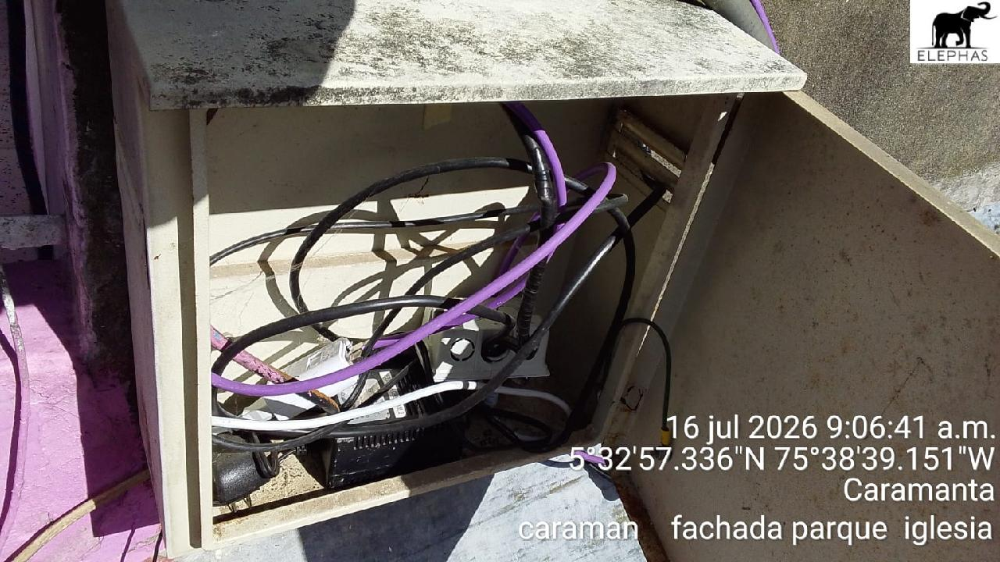 ELEPHAS
16 jul 2026 9:06:41 a.m.
5°32'57.336"N 75°38'39.151"W
Caramanta
caraman fachada parque iglesia